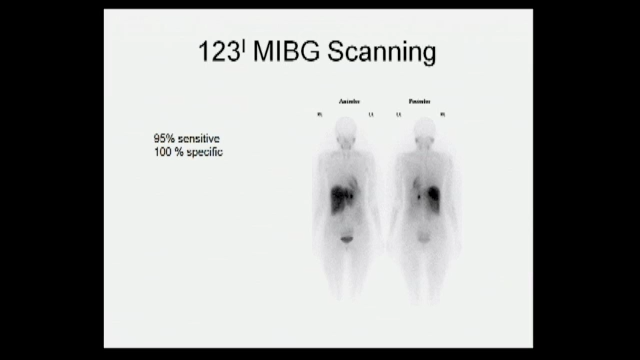 123ᴵ MIBG Scanning
Anterior
Posterior
95% sensitive
100 % specific